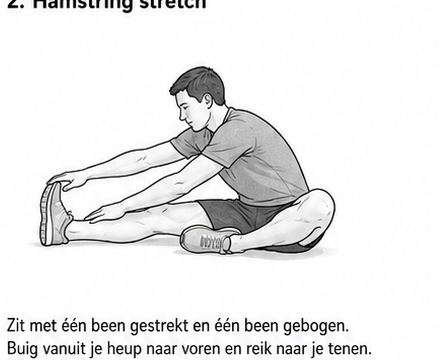 2. Hamstring stretch
Zit met één been gestrekt en één been gebogen.
Buig vanuit je heup naar voren en reik naar je tenen.